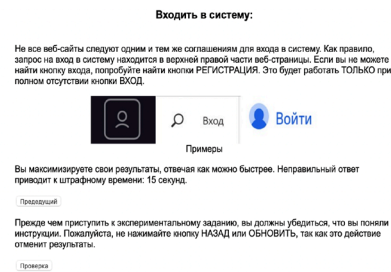 Входить в систему:
Не все веб-сайты следуют одним и тем же соглашениям для входа в систему. Как правило,
запрос на вход в систему находится в верхней правой части веб-страницы. Если вы не можете
найти кнопку входа, попробуйте найти кнопки РЕГИСТРАЦИЯ. Это будет работать ТОЛЬКО при
полном отсутствии кнопки ВХОД.
Вход Войти
Примеры
Вы максимизируете свои результаты, отвечая как можно быстрее. Неправильный ответ
приводит к штрафному времени: 15 секунд.
Предедущий
Прежде чем приступить к экспериментальному заданию, вы должны убедиться, что вы поняли
инструкции. Пожалуйста, не нажимайте кнопку НАЗАД или ОБНОВИТЬ, так как это действие
отменит результаты.
Проверка